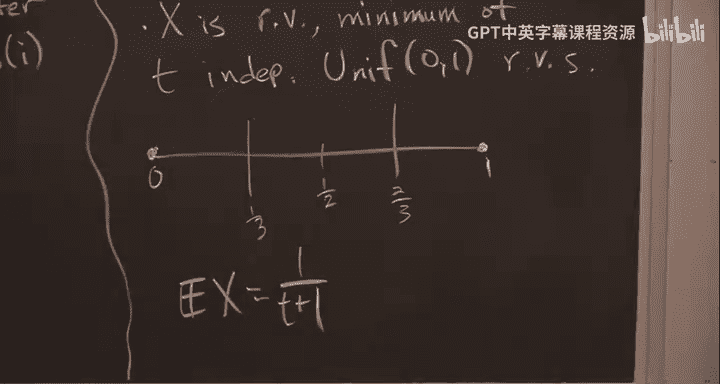 · X is r.v., minimum of
GPT中英字幕课程资源 bilibili
(i)
t indep. Unif(0,1) r.v.s.
0 1/3 1/2 2/3 1
EX = 1/(t+1)